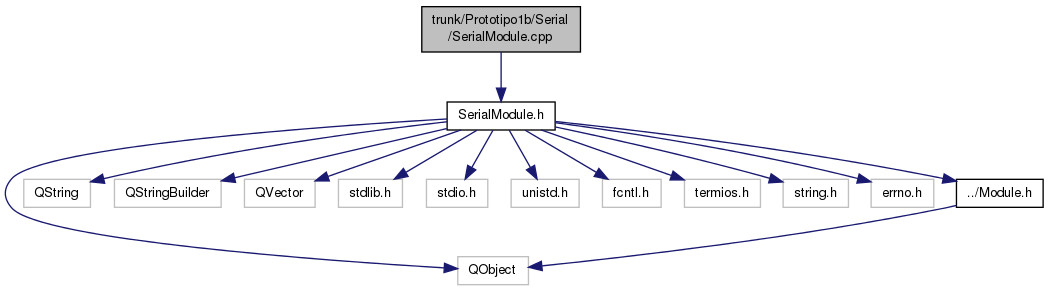 trunk/Prototipo1b/Serial
/SerialModule.cpp
SerialModule.h
QString
QStringBuilder
QVector
stdlib.h
stdio.h
unistd.h
fcntl.h
termios.h
string.h
errno.h
../Module.h
QObject